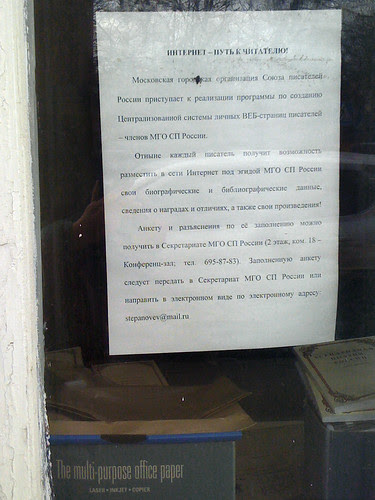 ИНТЕРНЕТ – ПУТЬ К ЧИТАТЕЛЮ!
Московская городская организация Союза писателей
России приступает к реализации программы по созданию
Централизованной системы личных ВЕБ-страниц писателей
– членов МГО СП России.
Отныне каждый писатель получит возможность
разместить в сети Интернет под эгидой МГО СП России
свои биографические и библиографические данные,
сведения о наградах и отличиях, а также свои произведения!
Анкету и разъяснения по её заполнению можно
получить в Секретариате МГО СП России (2 этаж, ком. 18 –
Конференц-зал; тел. 695-87-83). Заполненную анкету
следует передать в Секретариат МГО СП России или
направить в электронном виде по электронному адресу:
stepanovev@mail.ru
The multi-purpose office paper
LASER • INKJET • COPIER